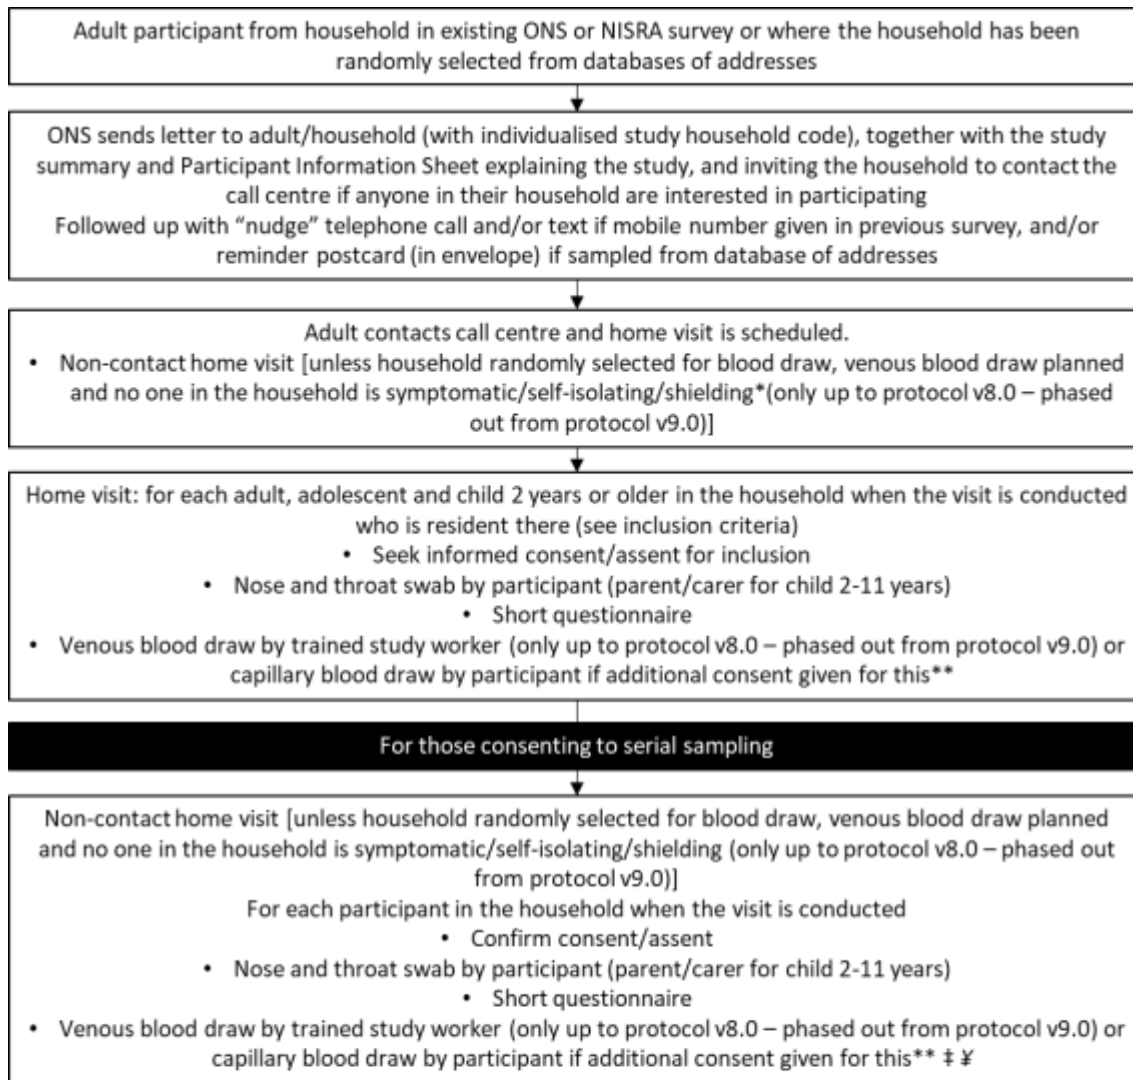 Adult participant from household in existing ONS or NISRA survey or where the household has been
randomly selected from databases of addresses
ONS sends letter to adult/household (with individualised study household code), together with the study
summary and Participant Information Sheet explaining the study, and inviting the household to contact the
call centre if anyone in their household are interested in participating
Followed up with “nudge” telephone call and/or text if mobile number given in previous survey, and/or
reminder postcard (in envelope) if sampled from database of addresses
Adult contacts call centre and home visit is scheduled.
• Non-contact home visit [unless household randomly selected for blood draw, venous blood draw planned
and no one in the household is symptomatic/self-isolating/shielding*(only up to protocol v8.0 – phased
out from protocol v9.0)]
Home visit: for each adult, adolescent and child 2 years or older in the household when the visit is conducted
who is resident there (see inclusion criteria)
• Seek informed consent/assent for inclusion
• Nose and throat swab by participant (parent/carer for child 2-11 years)
• Short questionnaire
• Venous blood draw by trained study worker (only up to protocol v8.0 – phased out from protocol v9.0) or
capillary blood draw by participant if additional consent given for this**
For those consenting to serial sampling
Non-contact home visit [unless household randomly selected for blood draw, venous blood draw planned
and no one in the household is symptomatic/self-isolating/shielding (only up to protocol v8.0 – phased out
from protocol v9.0)]
For each participant in the household when the visit is conducted
• Confirm consent/assent
• Nose and throat swab by participant (parent/carer for child 2-11 years)
• Short questionnaire
• Venous blood draw by trained study worker (only up to protocol v8.0 – phased out from protocol v9.0) or
capillary blood draw by participant if additional consent given for this** ‡ ¥